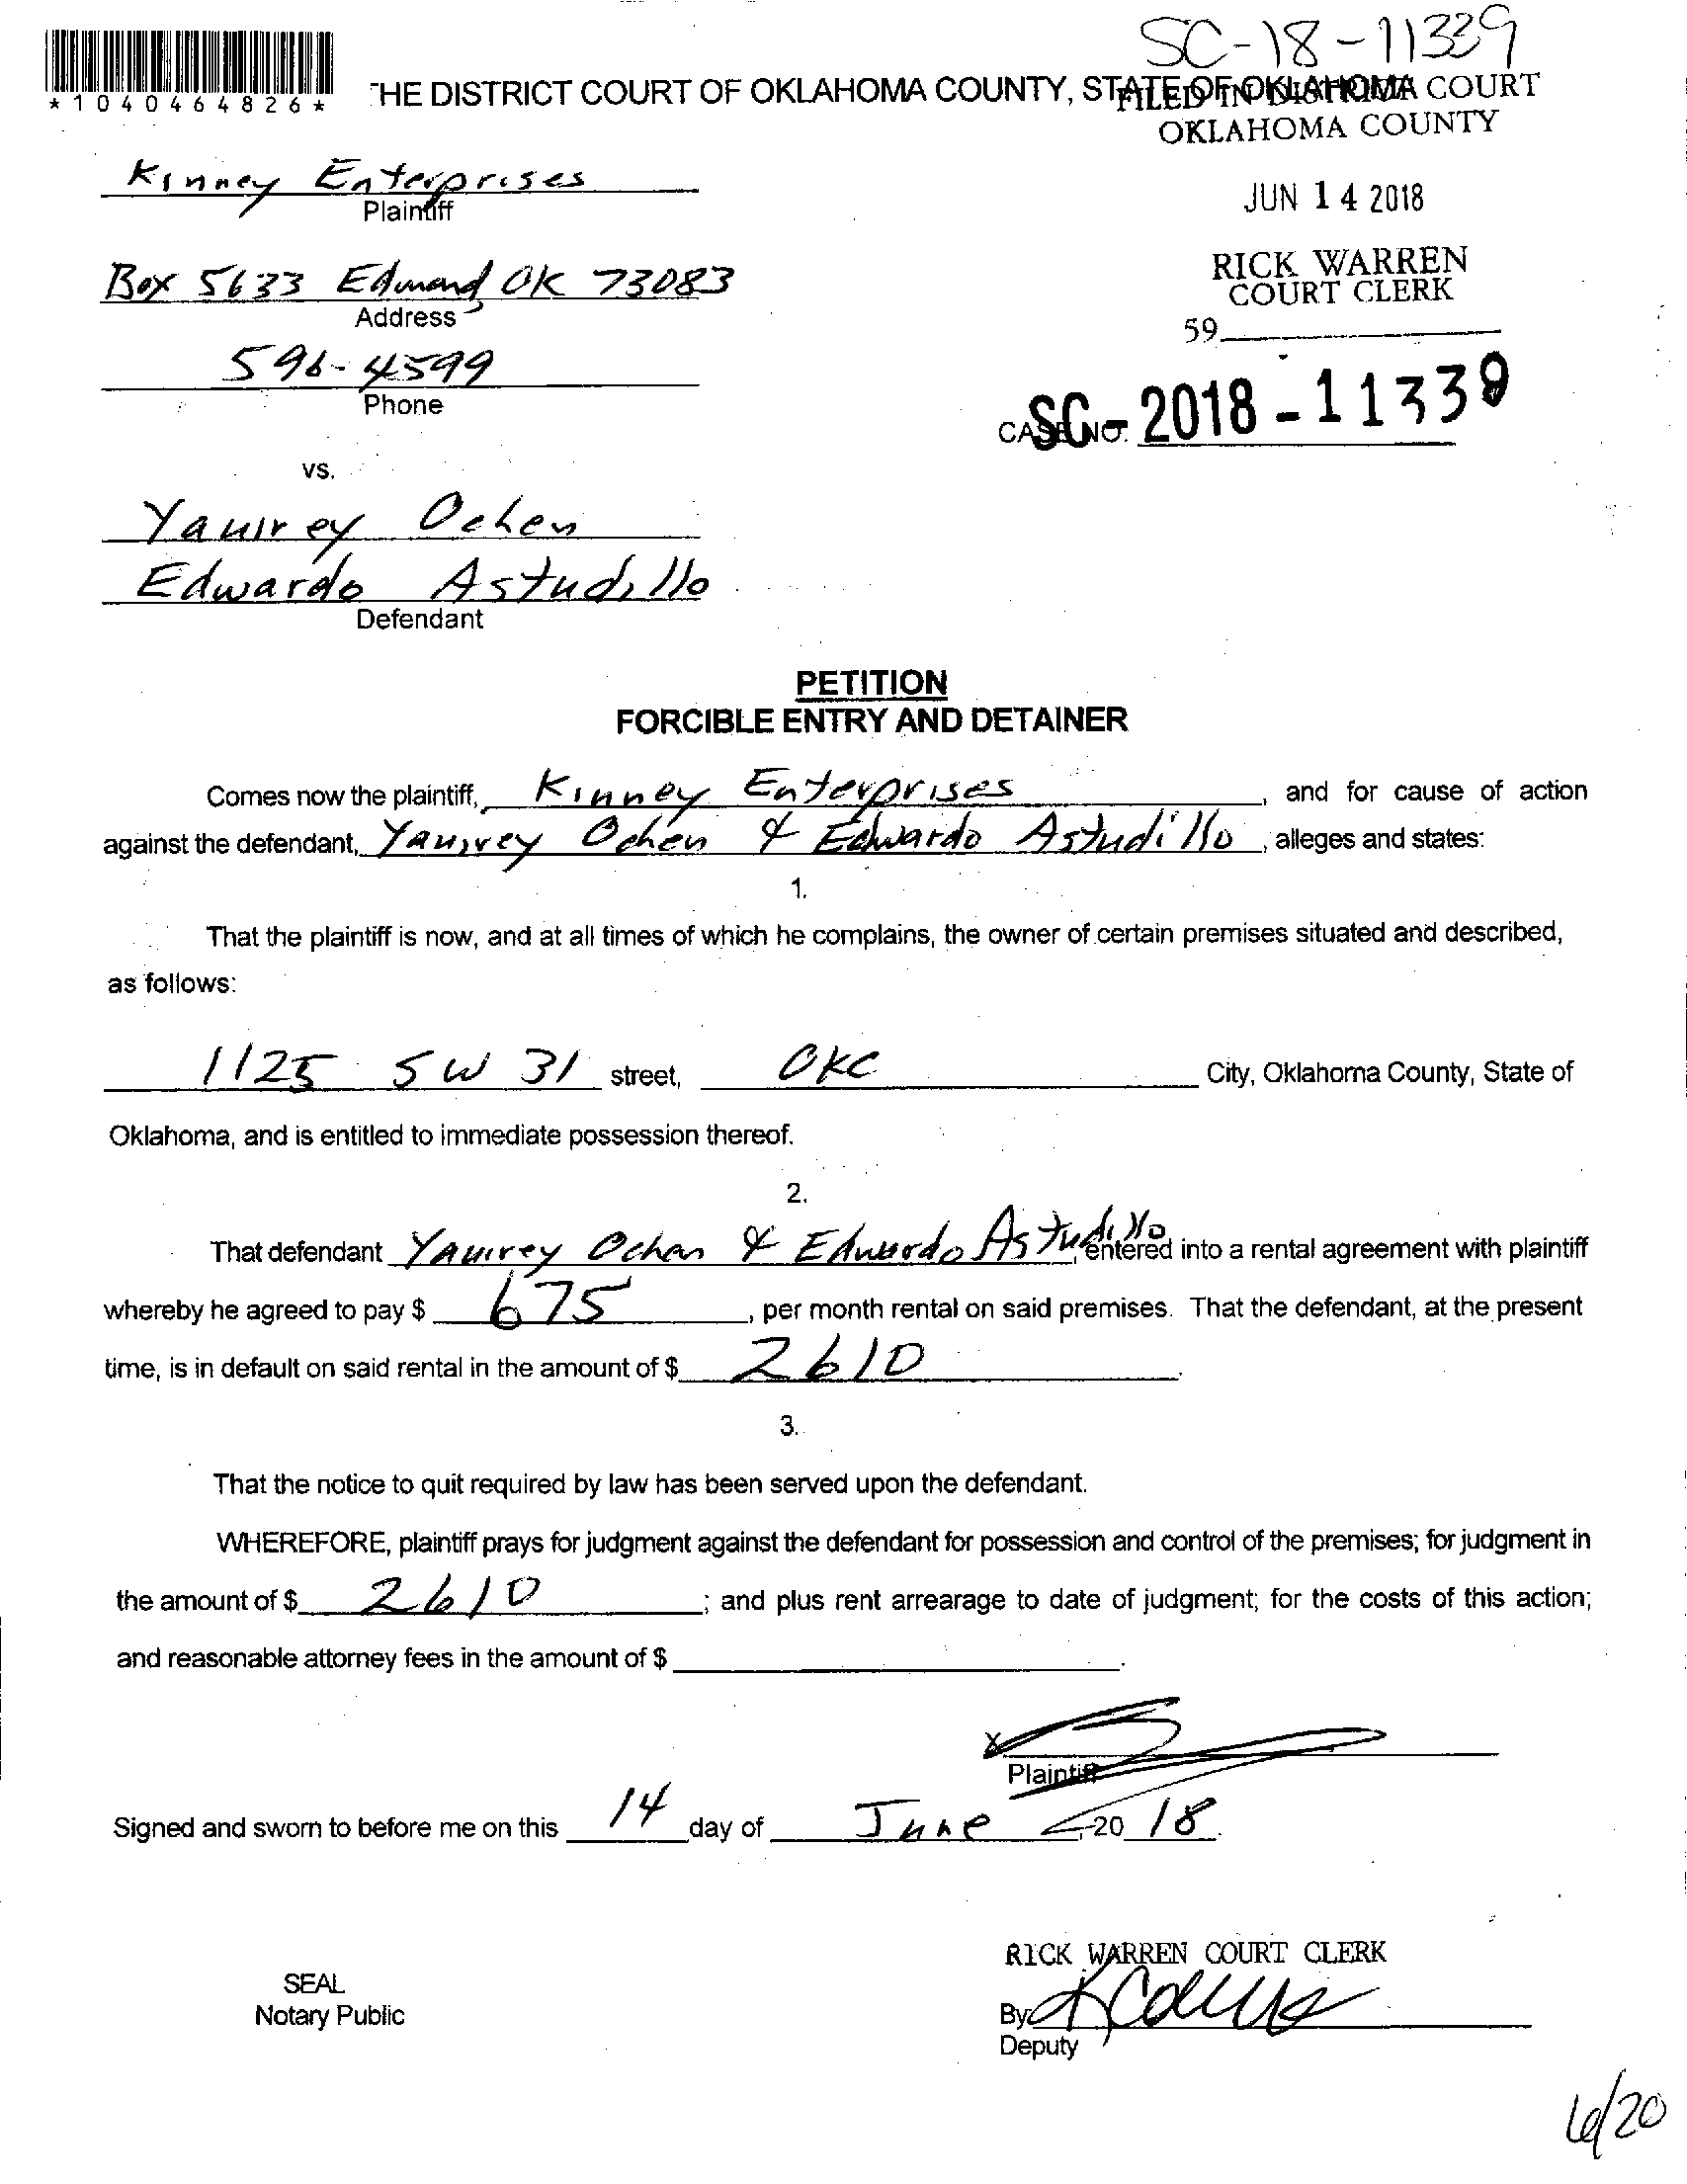 SC-18-11339
*1040464826*
THE DISTRICT COURT OF OKLAHOMA COUNTY, STATE OF OKLAHOMA
FILED IN DISTRICT COURT
OKLAHOMA COUNTY
Kinney Enterprises
Plaintiff
JUN 14 2018
RICK WARREN
COURT CLERK
Box 5633 Edmond OK 73083
Address
59
596-4599
Phone
CASE NO. SC-2018-11339
vs.
Yaurey Ochen
Edwardo Astudillo
Defendant
PETITION
FORCIBLE ENTRY AND DETAINER
Comes now the plaintiff, Kinney Enterprises, and for cause of action
against the defendant, Ochen & Edwardo Astudillo, alleges and states:
1.
That the plaintiff is now, and at all times of which he complains, the owner of certain premises situated and described,
as follows:
1125 SW 31 street, OKC City, Oklahoma County, State of
Oklahoma, and is entitled to immediate possession thereof.
2.
That defendant Ochen & Edwardo Astudillo, entered into a rental agreement with plaintiff
whereby he agreed to pay $ 675, per month rental on said premises. That the defendant, at the present
time, is in default on said rental in the amount of $ 2610.
3.
That the notice to quit required by law has been served upon the defendant.
WHEREFORE, plaintiff prays for judgment against the defendant for possession and control of the premises; for judgment in
the amount of $ 2610; and plus rent arrearage to date of judgment; for the costs of this action;
and reasonable attorney fees in the amount of $ .
x
Plaintiff
Signed and sworn to before me on this 14 day of June, 20 18.
RICK WARREN COURT CLERK
SEAL
Notary Public
By
Deputy
6/20